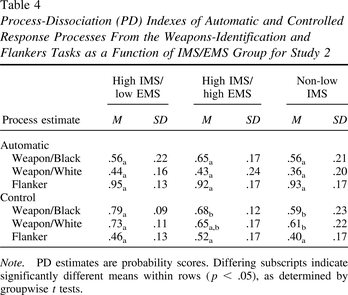 Table 4
Process-Dissociation (PD) Indexes of Automatic and Controlled
Response Processes From the Weapons-Identification and
Flankers Tasks as a Function of IMS/EMS Group for Study 2
High IMS/ High IMS/ Non-low
low EMS high EMS IMS
Process estimate M SD M SD M SD
Automatic
Weapon/Black .56a .22 .65a .17 .56a .21
Weapon/White .44a .16 .43a .24 .36a .20
Flanker .95a .13 .92a .17 .93a .17
Control
Weapon/Black .79a .09 .68b .12 .59b .23
Weapon/White .73a .11 .65a,b .17 .61b .22
Flanker .46a .13 .52a .17 .40a .17
Note. PD estimates are probability scores. Differing subscripts indicate
significantly different means within rows (p < .05), as determined by
groupwise t tests.